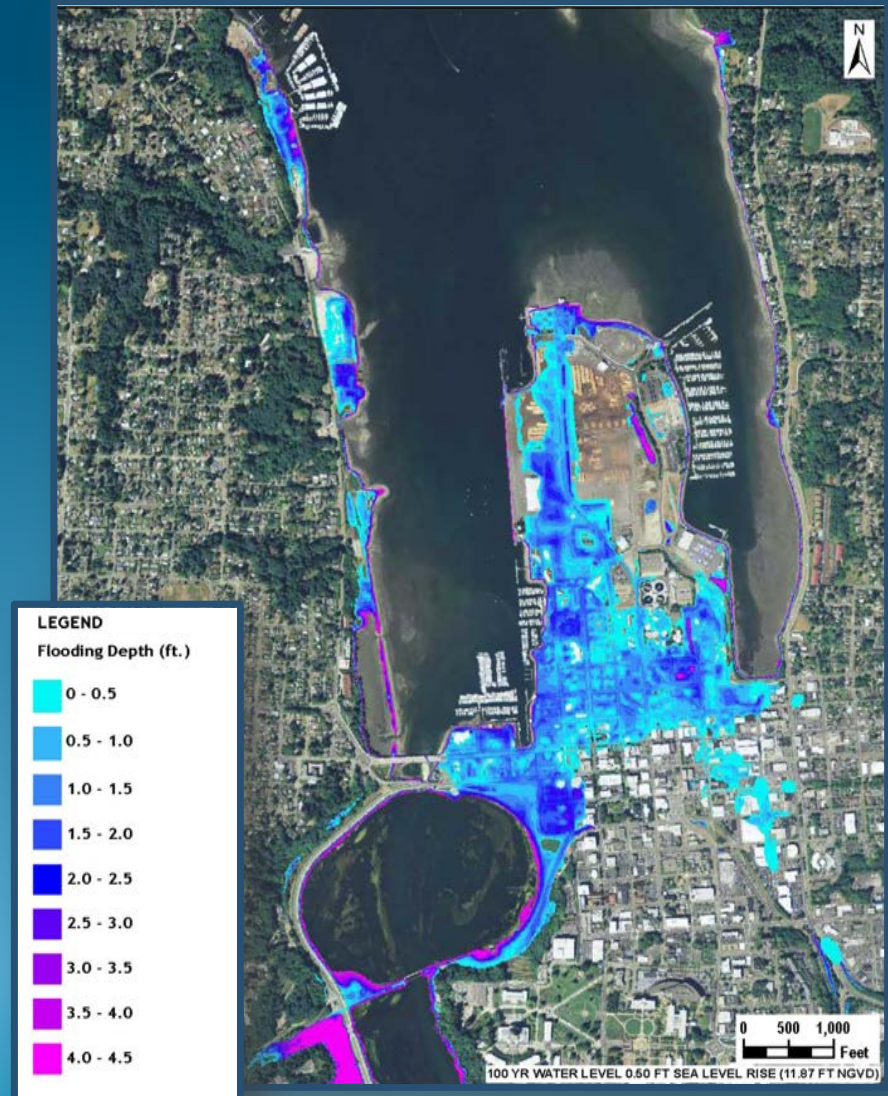 N
LEGEND
Flooding Depth (ft.)
0 - 0.5
0.5 - 1.0
1.0 - 1.5
1.5 - 2.0
2.0 - 2.5
2.5 - 3.0
3.0 - 3.5
3.5 - 4.0
4.0 - 4.5
0 500 1,000
Feet
100 YR WATER LEVEL 0.50 FT SEA LEVEL RISE (11.87 FT NGVD)